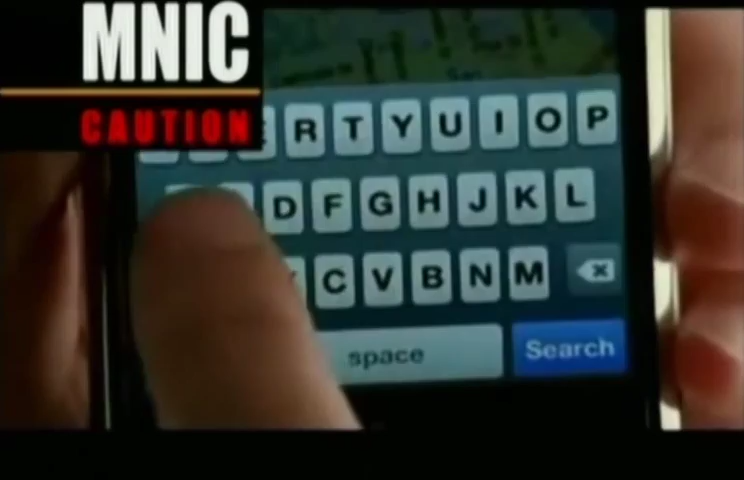 MNIC
CAUTION
R T Y U I O P
D F G H J K L
C V B N M
space
Search